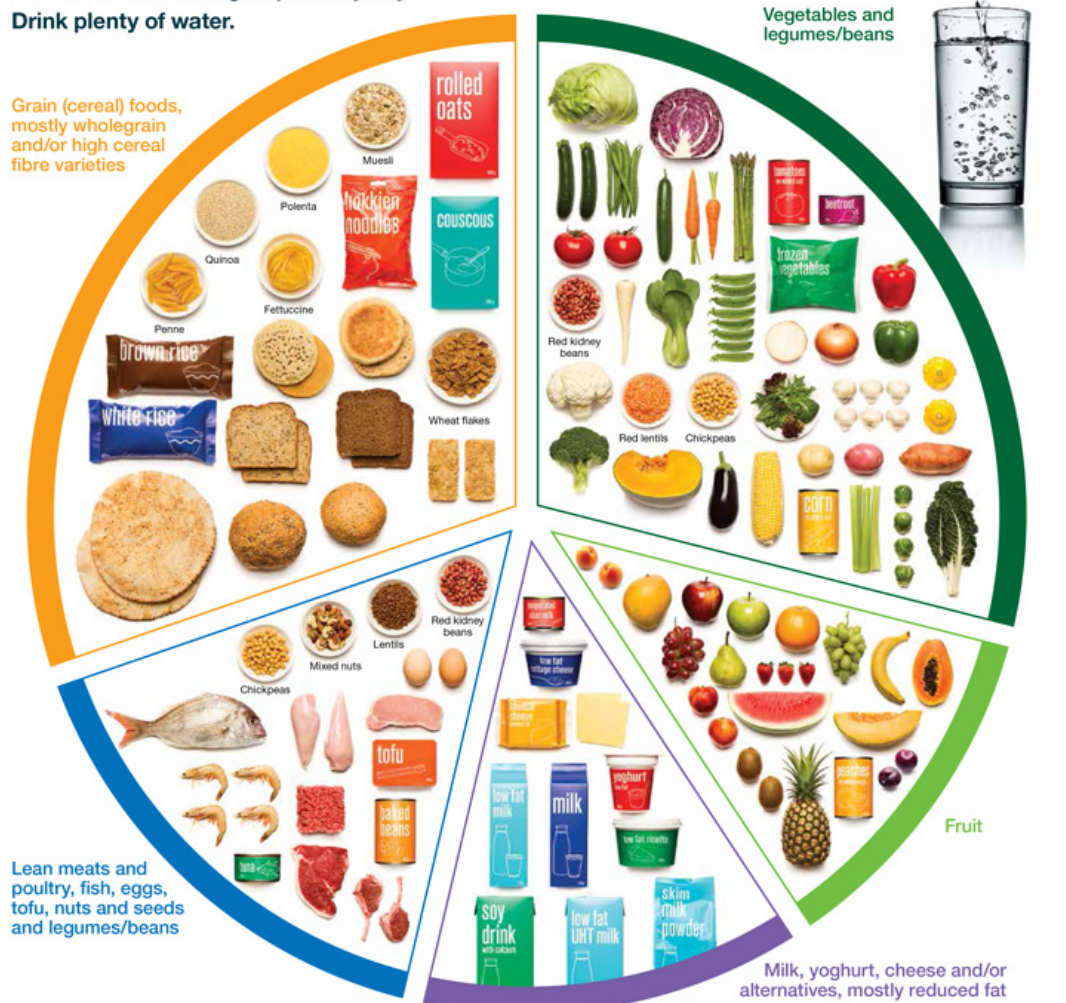 Drink plenty of water.
Vegetables and
legumes/beans
Grain (cereal) foods,
mostly wholegrain
and/or high cereal
fibre varieties
rolled
oats
Muesli
Polenta
hokkien
noodles
couscous
Quinoa
Fettuccine
Penne
brown rice
white rice
Wheat flakes
tomatoes
beetroot
frozen
vegetables
Red kidney
beans
Red lentils
Chickpeas
corn
Red kidney
beans
Lentils
Mixed nuts
Chickpeas
tofu
baked
beans
tuna
Lean meats and
poultry, fish, eggs,
tofu, nuts and seeds
and legumes/beans
evaporated
low fat
cottage cheese
cheese
yoghurt
low fat
milk
milk
low fat ricotta
soy
drink
with calcium
low fat
UHT milk
skim
milk
powder
Milk, yoghurt, cheese and/or
alternatives, mostly reduced fat
peaches
Fruit